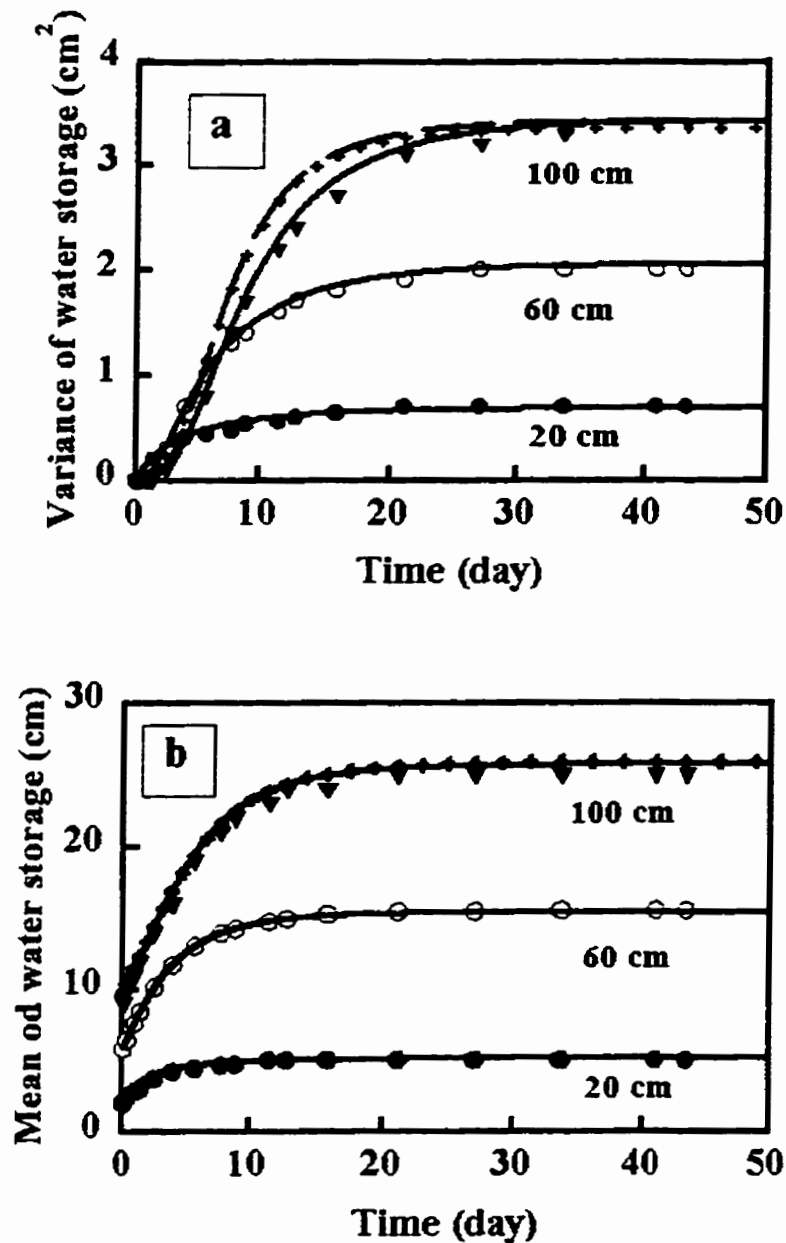 Variance of water storage (cm²)
4
3
2
1
0
a
100 cm
60 cm
20 cm
0 10 20 30 40 50
Time (day)
Mean od water storage (cm)
30
20
10
0
b
100 cm
60 cm
20 cm
0 10 20 30 40 50
Time (day)